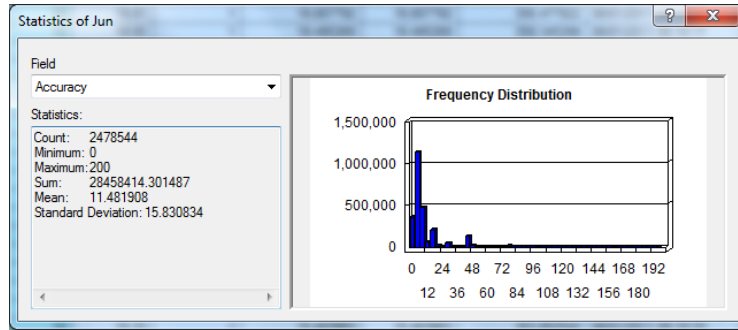 Statistics of Jun
Field
Accuracy
Statistics:
Count: 2478544
Minimum: 0
Maximum: 200
Sum: 28458414.301487
Mean: 11.481908
Standard Deviation: 15.830834
Frequency Distribution
1,500,000
1,000,000
500,000
0
0 24 48 72 96 120 144 168 192
12 36 60 84 108 132 156 180